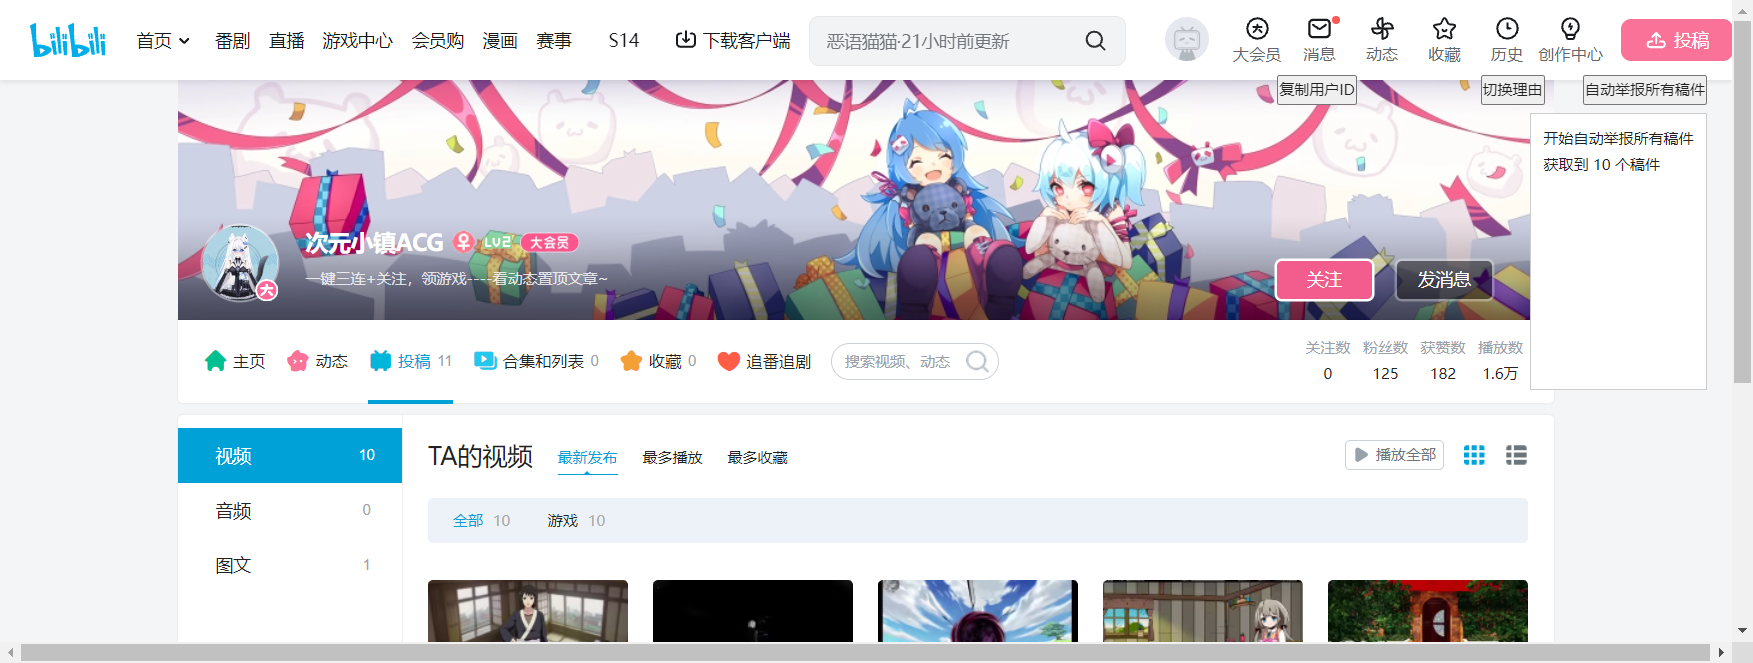 bilibili 首页 番剧 直播 游戏中心 会员购 漫画 赛事 S14 下载客户端 恶语猫猫·21小时前更新 大会员 消息 动态 收藏 历史 创作中心 投稿
复制用户ID 切换理由 自动举报所有稿件
开始自动举报所有稿件
获取到 10 个稿件
次元小镇ACG LV2 大会员
一键三连+关注，领游戏----看动态置顶文章~
大
关注 发消息
主页 动态 投稿 11 合集和列表 0 收藏 0 追番追剧 搜索视频、动态
关注数 粉丝数 获赞数 播放数
0 125 182 1.6万
视频 10
音频 0
图文 1
TA的视频 最新发布 最多播放 最多收藏 播放全部
全部 10 游戏 10